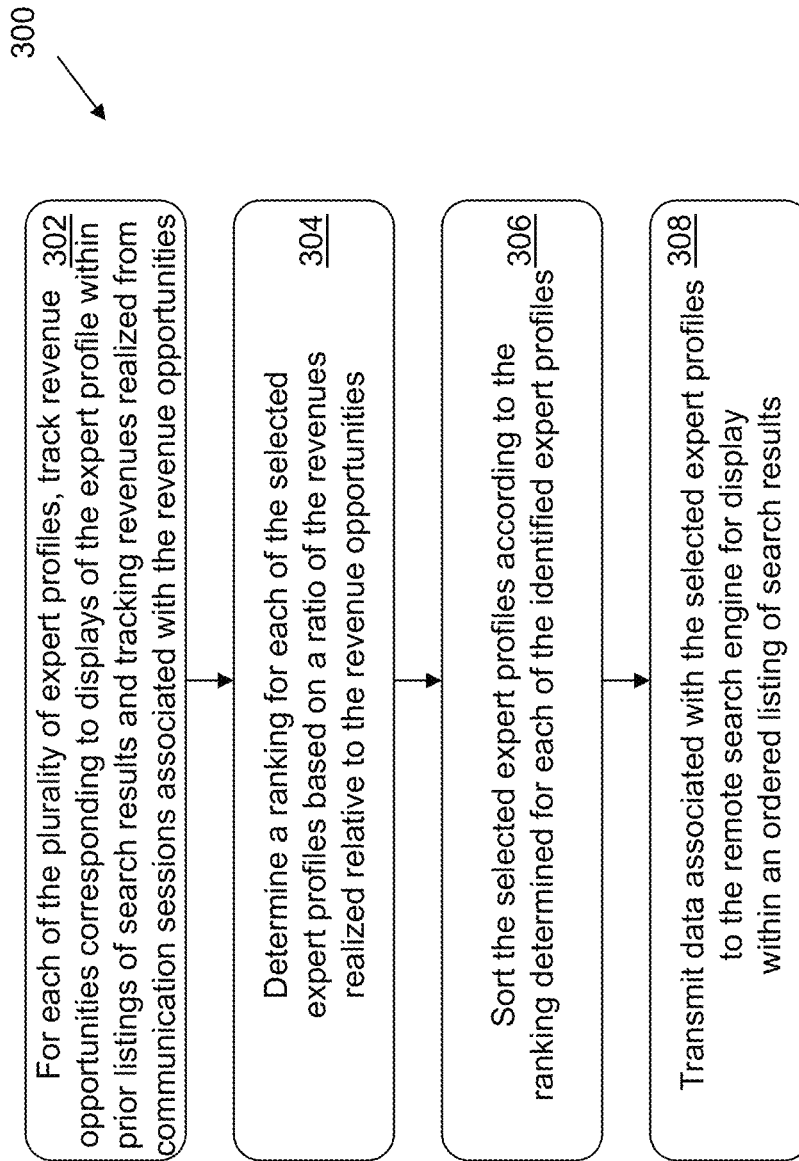 300
For each of the plurality of expert profiles, track revenue 302
opportunities corresponding to displays of the expert profile within
prior listings of search results and tracking revenues realized from
communication sessions associated with the revenue opportunities
Determine a ranking for each of the selected 304
expert profiles based on a ratio of the revenues
realized relative to the revenue opportunities
Sort the selected expert profiles according to the 306
ranking determined for each of the identified expert profiles
Transmit data associated with the selected expert profiles 308
to the remote search engine for display
within an ordered listing of search results